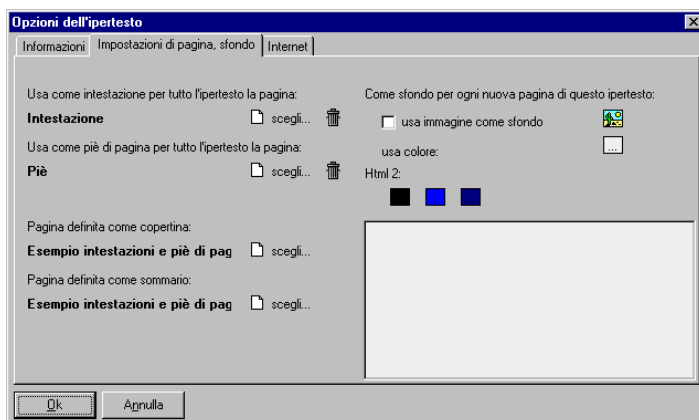 Opzioni dell'ipertesto
Informazioni
Impostazioni di pagina, sfondo
Internet
Usa come intestazione per tutto l'ipertesto la pagina:
Intestazione
scegli...
Usa come piè di pagina per tutto l'ipertesto la pagina:
Piè
scegli...
Pagina definita come copertina:
Esempio intestazioni e piè di pag
scegli...
Pagina definita come sommario:
Esempio intestazioni e piè di pag
scegli...
Come sfondo per ogni nuova pagina di questo ipertesto:
usa immagine come sfondo
usa colore:
...
Html 2:
Ok
Annulla